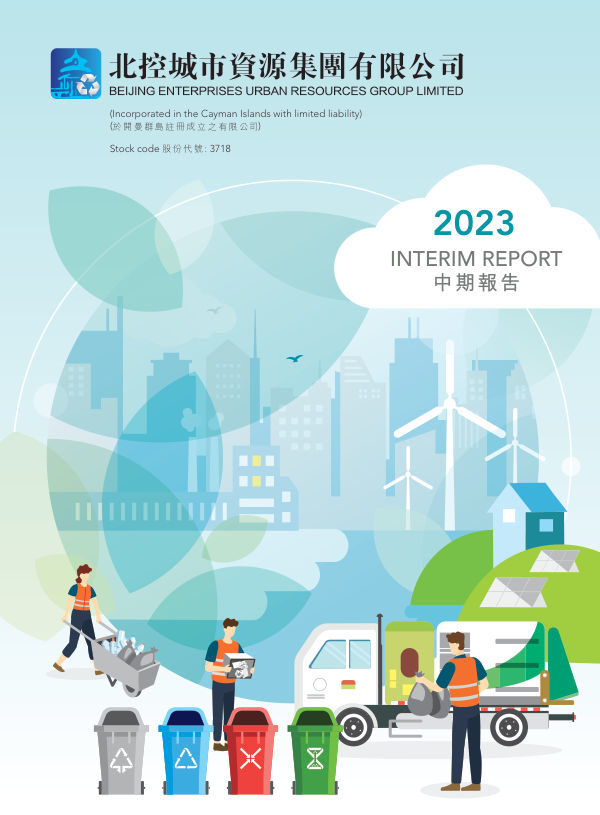 北控城市資源集團有限公司
BEIJING ENTERPRISES URBAN RESOURCES GROUP LIMITED
(Incorporated in the Cayman Islands with limited liability)
(於開曼群島註冊成立之有限公司)
Stock code 股份代號: 3718
2023
INTERIM REPORT
中期報告